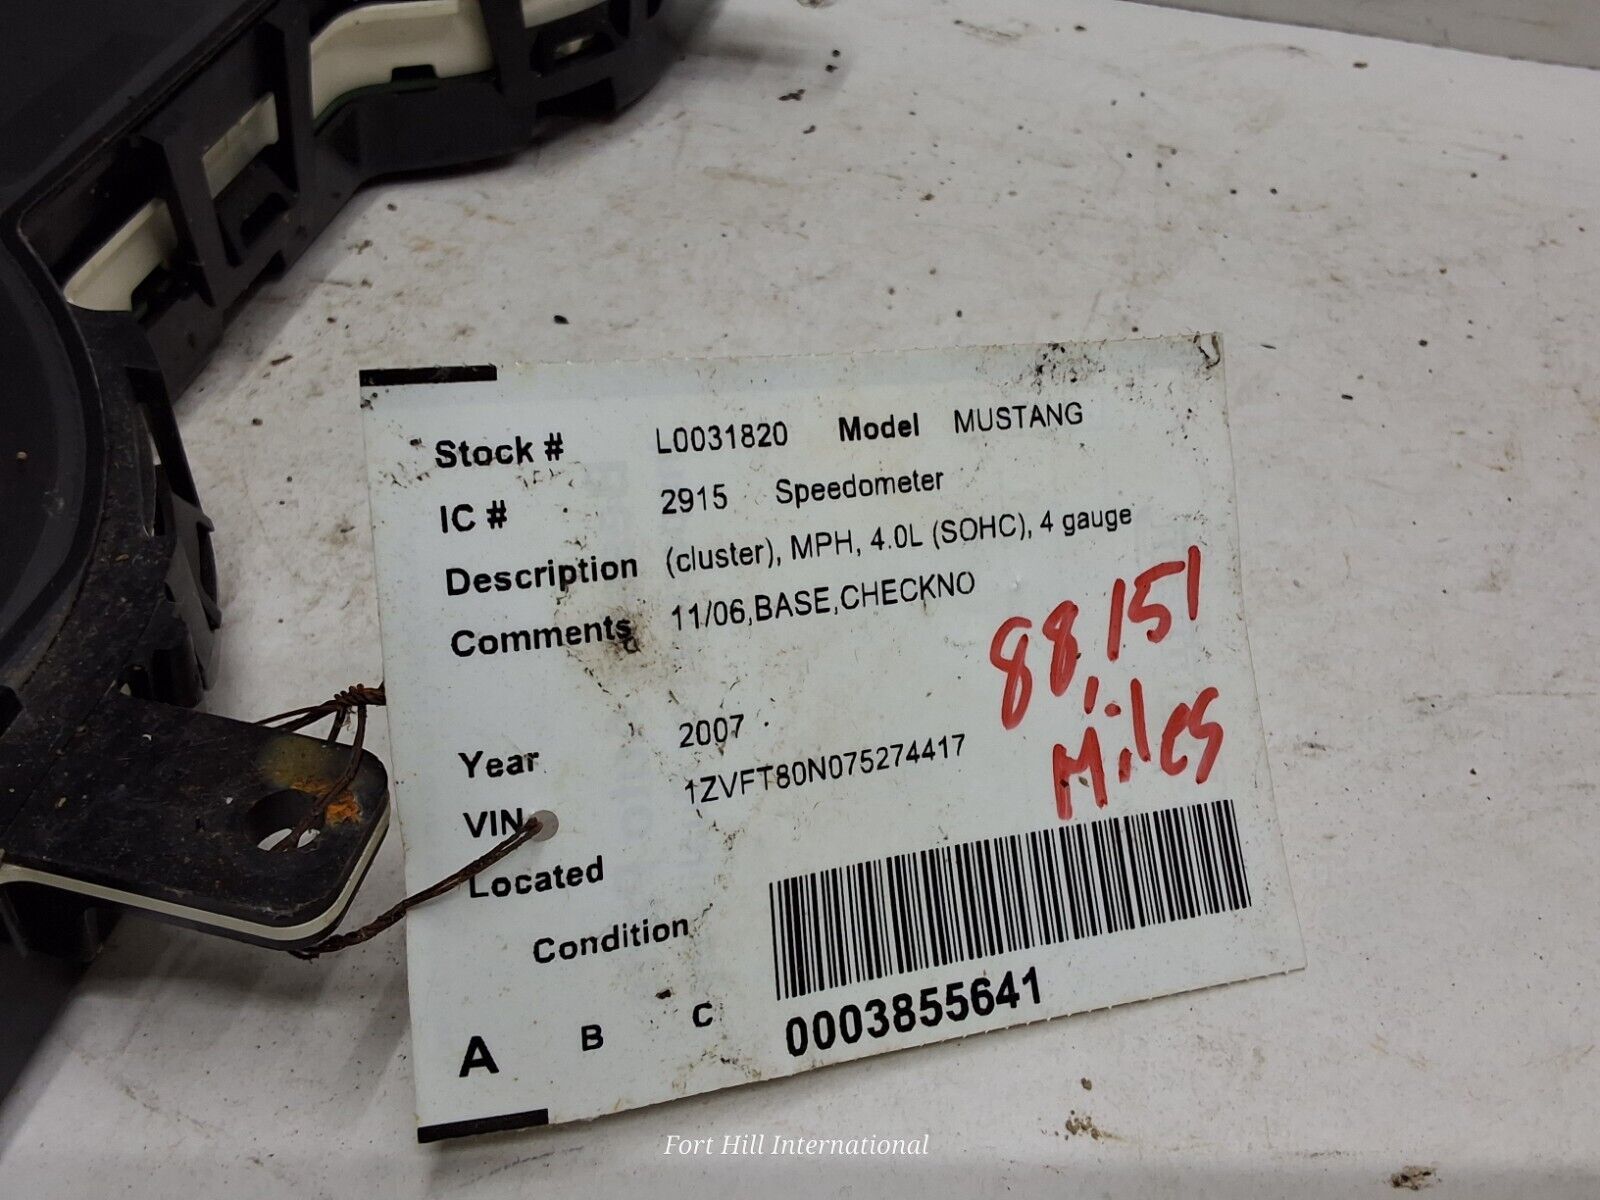 Stock # L0031820 Model MUSTANG
IC # 2915 Speedometer
Description (cluster), MPH, 4.0L (SOHC), 4 gauge
Comments 11/06,BASE,CHECKNO
88,151
Miles
Year 2007
VIN 1ZVFT80N075274417
Located
Condition
A B C
0003855641
Fort Hill International